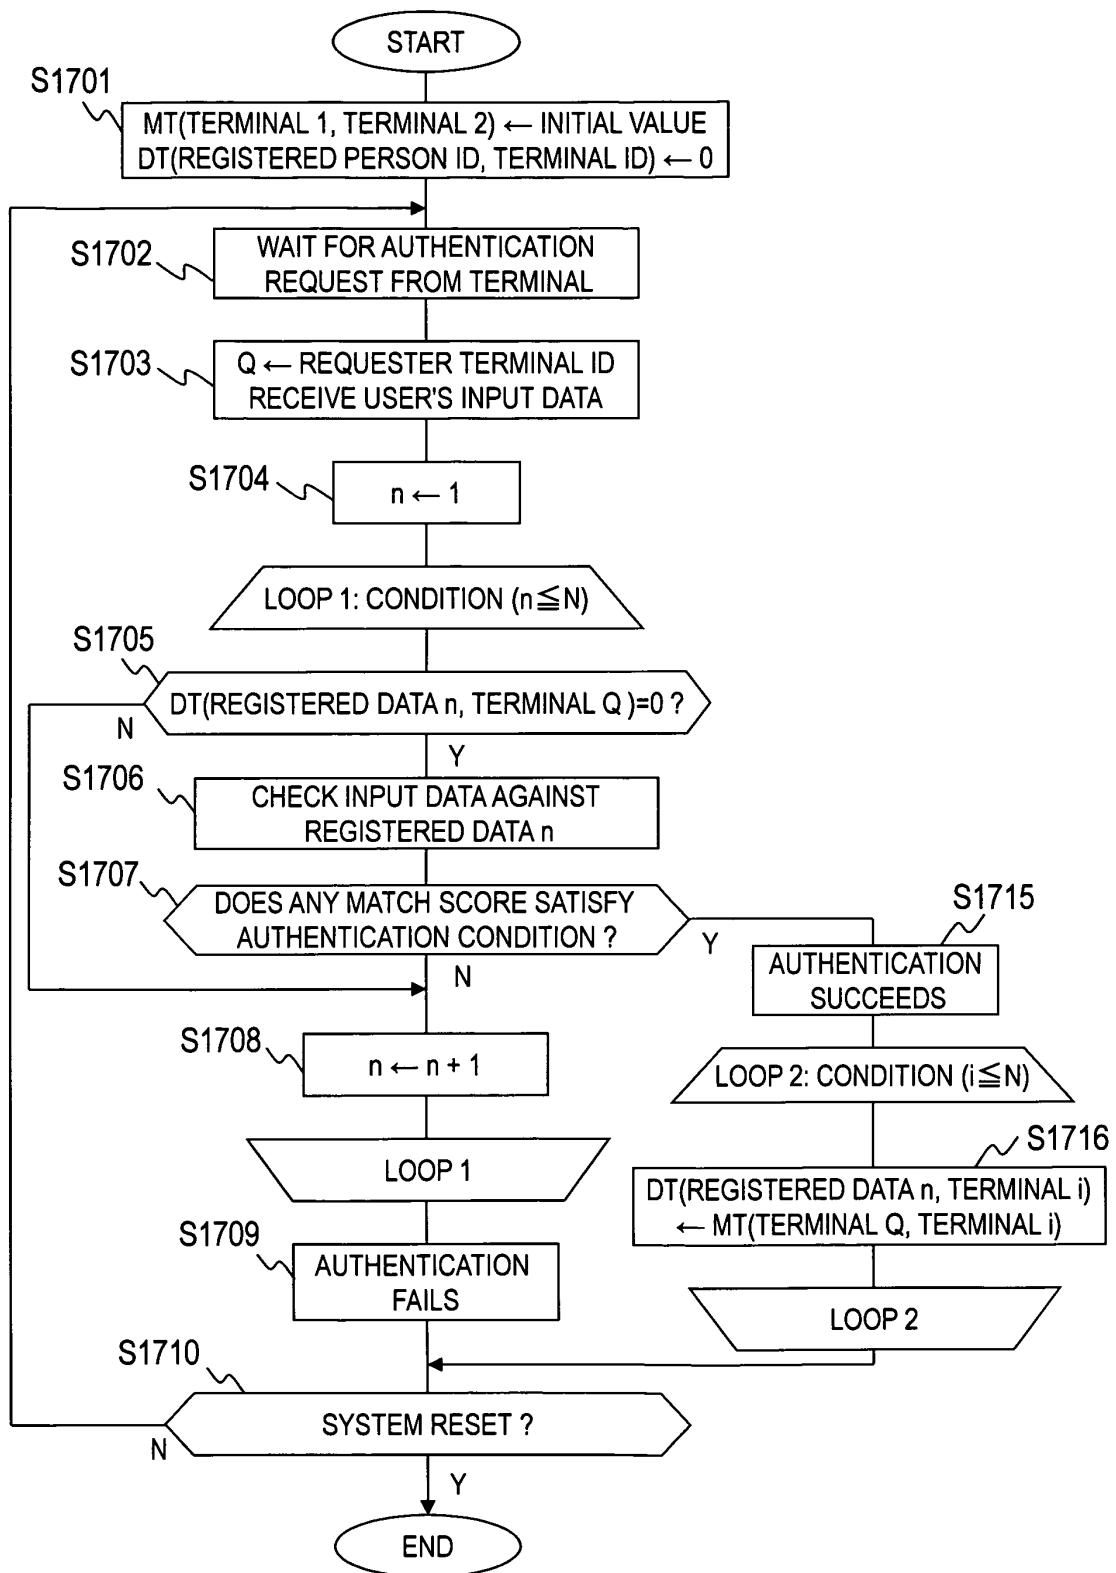 START
S1701
MT(TERMINAL 1, TERMINAL 2) ← INITIAL VALUE
DT(REGISTERED PERSON ID, TERMINAL ID) ← 0
S1702
WAIT FOR AUTHENTICATION
REQUEST FROM TERMINAL
S1703
Q ← REQUESTER TERMINAL ID
RECEIVE USER'S INPUT DATA
S1704
n ← 1
LOOP 1: CONDITION (n≦N)
S1705
DT(REGISTERED DATA n, TERMINAL Q )=0 ?
N
Y
S1706
CHECK INPUT DATA AGAINST
REGISTERED DATA n
S1707
DOES ANY MATCH SCORE SATISFY
AUTHENTICATION CONDITION ?
Y
N
S1715
AUTHENTICATION
SUCCEEDS
S1708
n ← n + 1
LOOP 2: CONDITION (i≦N)
LOOP 1
S1716
DT(REGISTERED DATA n, TERMINAL i)
← MT(TERMINAL Q, TERMINAL i)
S1709
AUTHENTICATION
FAILS
LOOP 2
S1710
SYSTEM RESET ?
N
Y
END